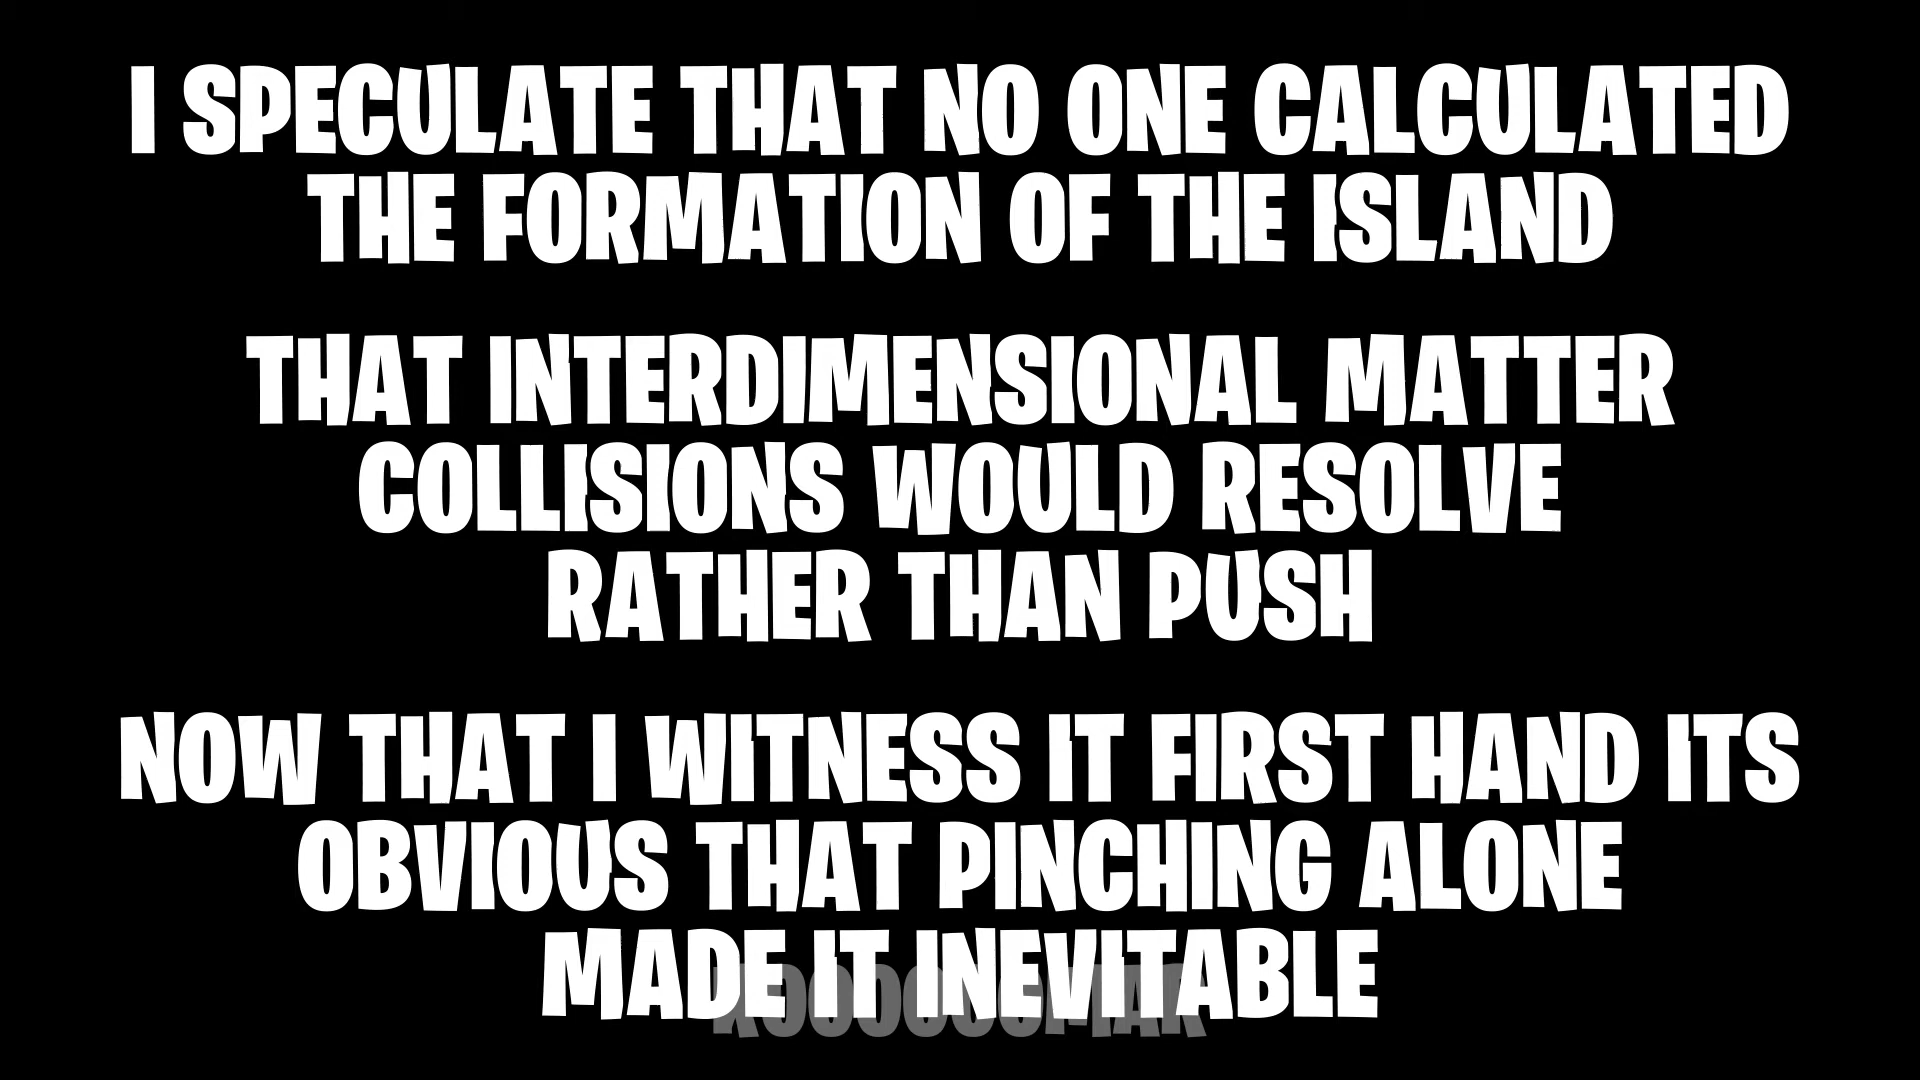 I SPECULATE THAT NO ONE CALCULATED
THE FORMATION OF THE ISLAND
THAT INTERDIMENSIONAL MATTER
COLLISIONS WOULD RESOLVE
RATHER THAN PUSH
NOW THAT I WITNESS IT FIRST HAND ITS
OBVIOUS THAT PINCHING ALONE
MADE IT INEVITABLE